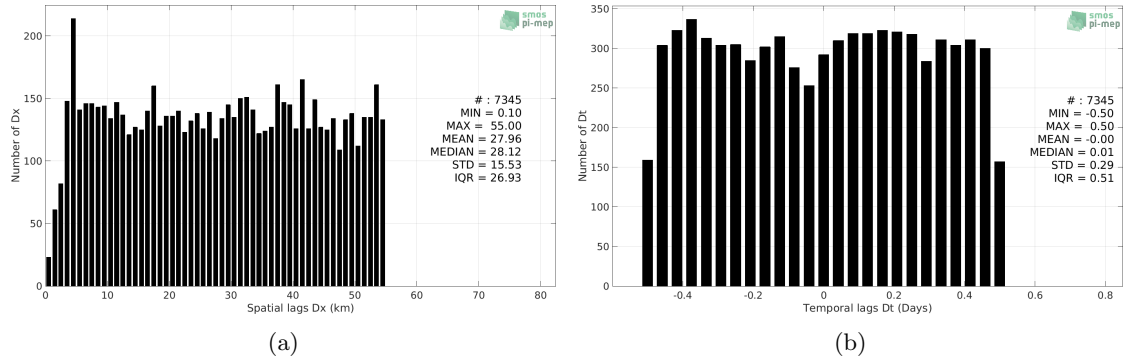 smos
pi-mep
200
150
100
50
0
Number of Dx
# : 7345
MIN = 0.10
MAX = 55.00
MEAN = 27.96
MEDIAN = 28.12
STD = 15.53
IQR = 26.93
0 10 20 30 40 50 60 70 80
Spatial lags Dx (km)
(a)
smos
pi-mep
350
300
250
200
150
100
50
0
Number of Dt
# : 7345
MIN = -0.50
MAX = 0.50
MEAN = -0.00
MEDIAN = 0.01
STD = 0.29
IQR = 0.51
-0.4 -0.2 0 0.2 0.4 0.6 0.8
Temporal lags Dt (Days)
(b)